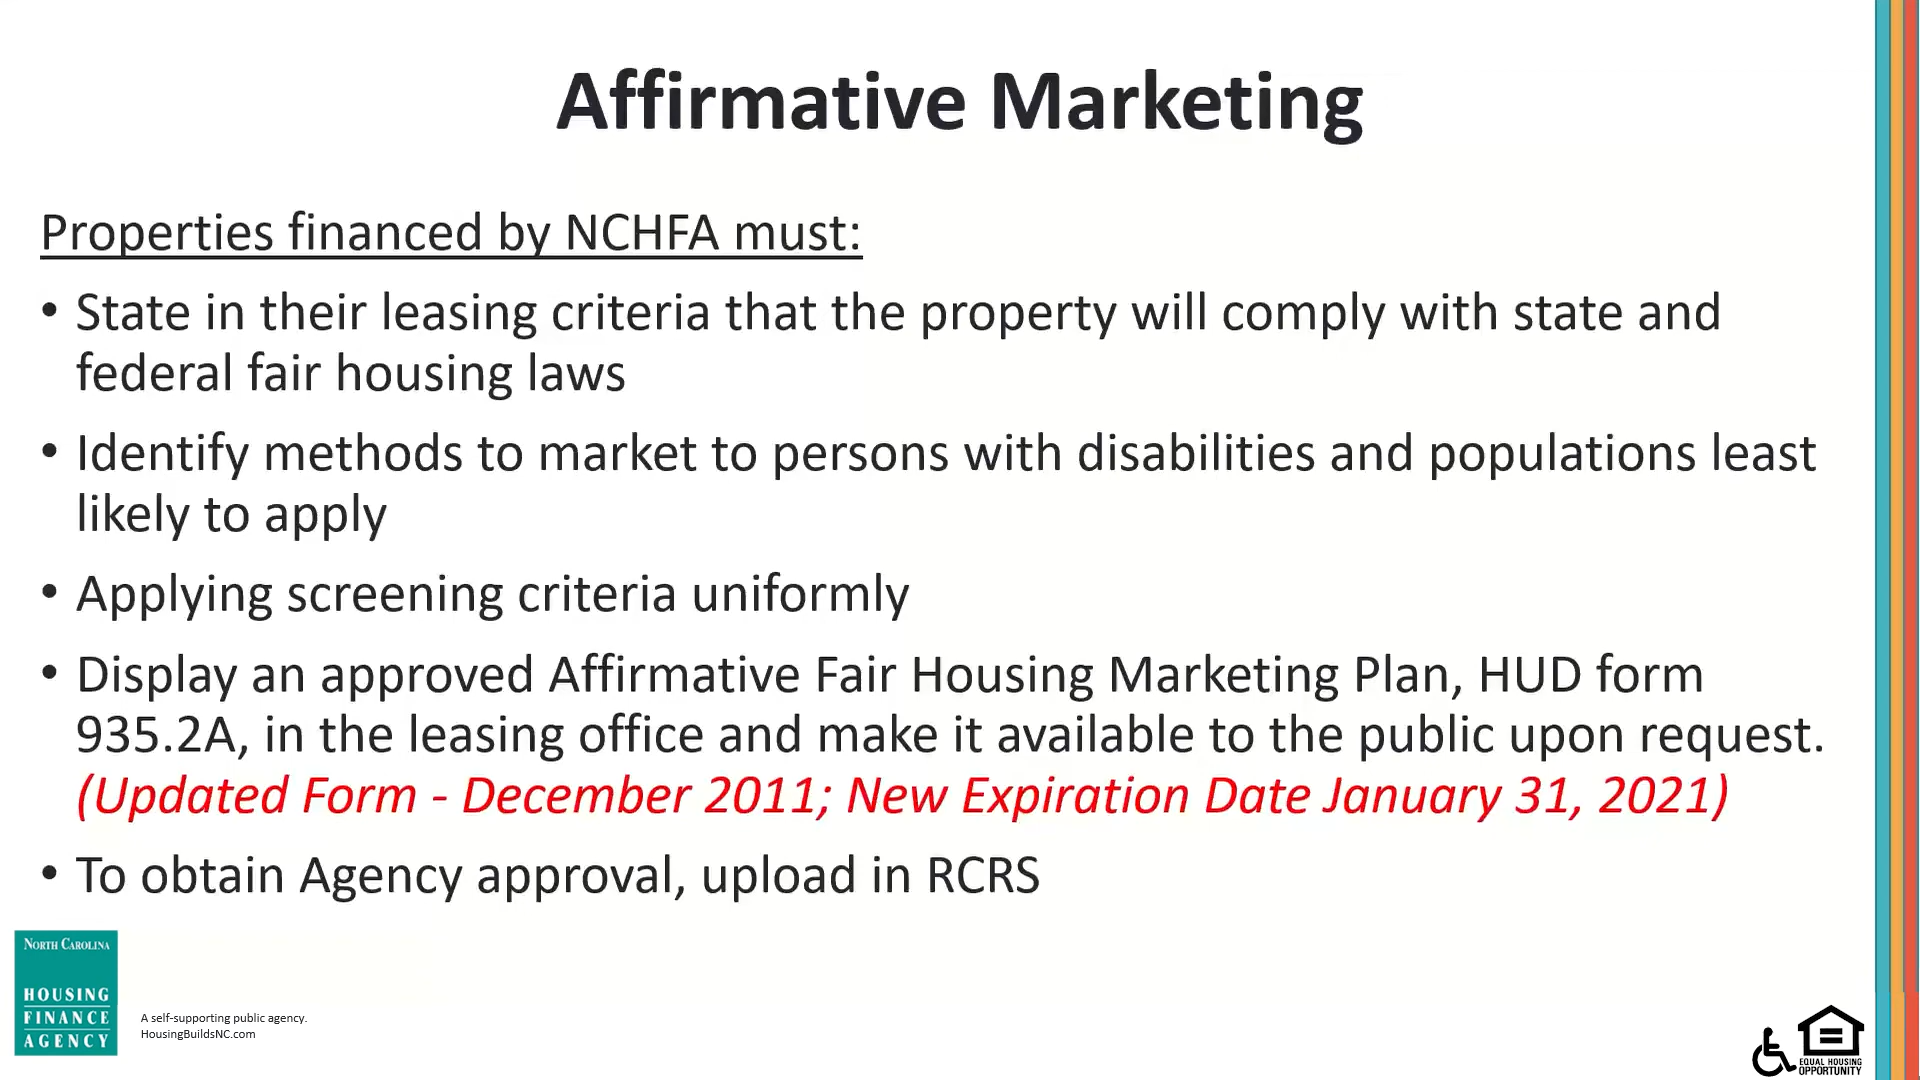 Affirmative Marketing
Properties financed by NCHFA must:
• State in their leasing criteria that the property will comply with state and
federal fair housing laws
• Identify methods to market to persons with disabilities and populations least
likely to apply
• Applying screening criteria uniformly
• Display an approved Affirmative Fair Housing Marketing Plan, HUD form
935.2A, in the leasing office and make it available to the public upon request.
(Updated Form - December 2011; New Expiration Date January 31, 2021)
• To obtain Agency approval, upload in RCRS
NORTH CAROLINA
HOUSING
FINANCE
AGENCY
A self-supporting public agency.
HousingBuildsNC.com
EQUAL HOUSING
OPPORTUNITY